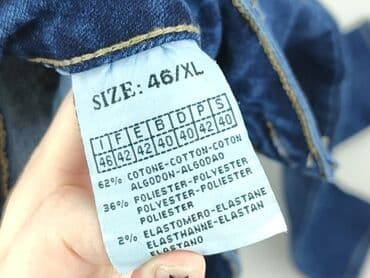 SIZE: 46/XL
I F E B D P S
46 42 42 40 40 42 40
62% COTONE-COTTON-COTON
ALGODON-ALGODAO
36% POLIESTER-POLYESTER
POLYESTER-POLYESTER
POLIESTER
2% ELASTOMERO-ELASTANE
ELASTHANNE-ELASTAN
ELASTANO